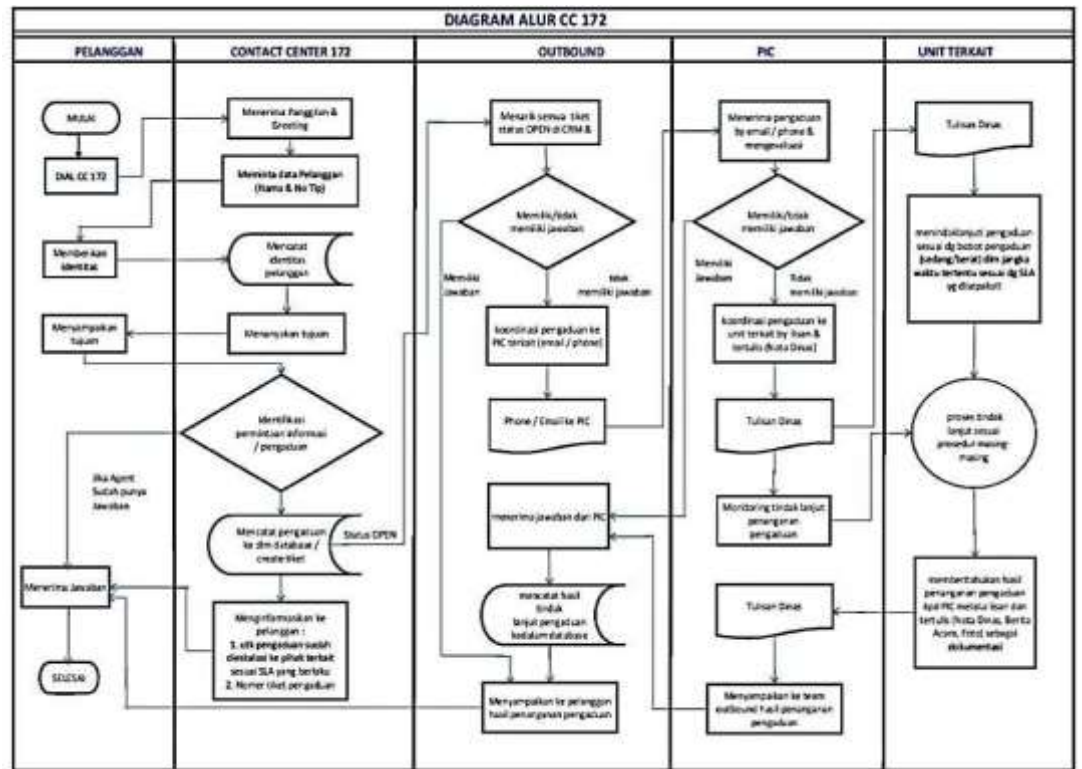 DIAGRAM ALUR CC 172
PELANGGAN
CONTACT CENTER 172
OUTBOUND
PIC
UNIT TERKAIT
MULAI
DIAL CC 172
Memberikan
identitas
Menyampaikan
tujuan
Jika Agent
Sudah punya
Jawaban
Menerima Jawaban
SELESAI
Menerima Panggilan &
Greeting
Meminta data Pelanggan
(Nama & No Tlp)
Mencatat
identitas
pelanggan
Menanyakan tujuan
Identifikasi
permintaan informasi
/ pengaduan
Mencatat pengaduan
ke dlm database /
create tiket
Status OPEN
Menginformasikan ke
pelanggan :
1. utk pengaduan sudah
dieskalasi ke pihak terkait
sesuai SLA yang berlaku
2. Nomer tiket pengaduan
Menarik semua tiket
status OPEN di CRM &
Memiliki/tidak
memiliki jawaban
Memiliki
jawaban
tidak
memiliki jawaban
koordinasi pengaduan ke
PIC terkait (email / phone)
Phone / Email ke PIC
menerima jawaban dari PIC
mencatat hasil
tindak
lanjut pengaduan
kedalam database
Menyampaikan ke pelanggan
hasil penanganan pengaduan
Menerima pengaduan
by email / phone &
mengevaluasi
Memiliki/tidak
memiliki jawaban
Memiliki
jawaban
Tidak
memiliki jawaban
koordinasi pengaduan ke
unit terkait by lisan &
tertulis (Nota Dinas)
Tulisan Dinas
Monitoring tindak lanjut
penanganan
pengaduan
Tulisan Dinas
Menyampaikan ke team
outbound hasil penanganan
pengaduan
Tulisan Dinas
menindaklanjuti pengaduan
sesuai dg bobot pengaduan
(sedang/berat) dlm jangka
waktu tertentu sesuai dg SLA
yg disepakati
proses tindak
lanjut sesuai
prosedur masing-
masing
memberitahukan hasil
penanganan pengaduan
kpd PIC melalui lisan dan
tertulis (Nota Dinas, Berita
Acara, Foto) sebagai
dokumentasi